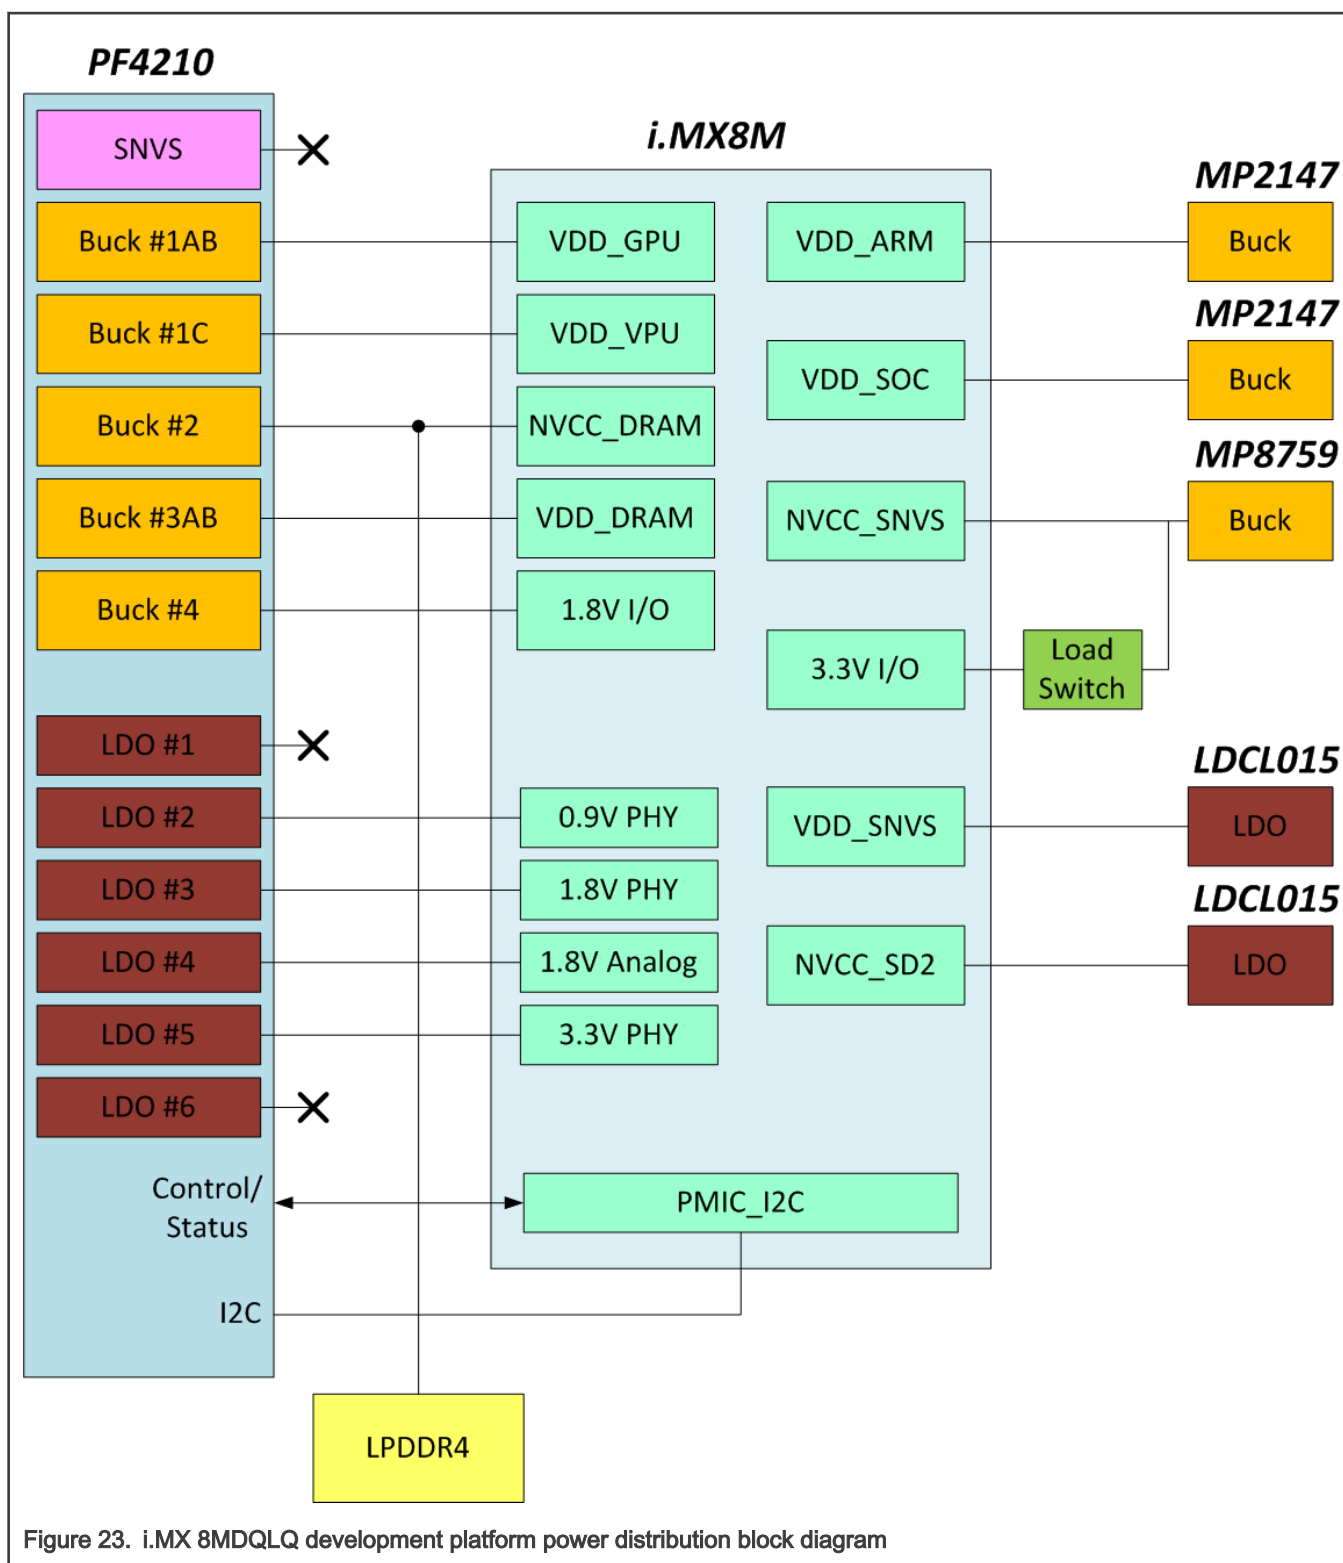 PF4210
SNVS
Buck #1AB
Buck #1C
Buck #2
Buck #3AB
Buck #4
LDO #1
LDO #2
LDO #3
LDO #4
LDO #5
LDO #6
Control/
Status
I2C
i.MX8M
VDD_GPU
VDD_VPU
NVCC_DRAM
VDD_DRAM
1.8V I/O
0.9V PHY
1.8V PHY
1.8V Analog
3.3V PHY
VDD_ARM
VDD_SOC
NVCC_SNVS
3.3V I/O
VDD_SNVS
NVCC_SD2
PMIC_I2C
Load
Switch
MP2147
Buck
MP2147
Buck
MP8759
Buck
LDCL015
LDO
LDCL015
LDO
LPDDR4
Figure 23. i.MX 8MDQLQ development platform power distribution block diagram